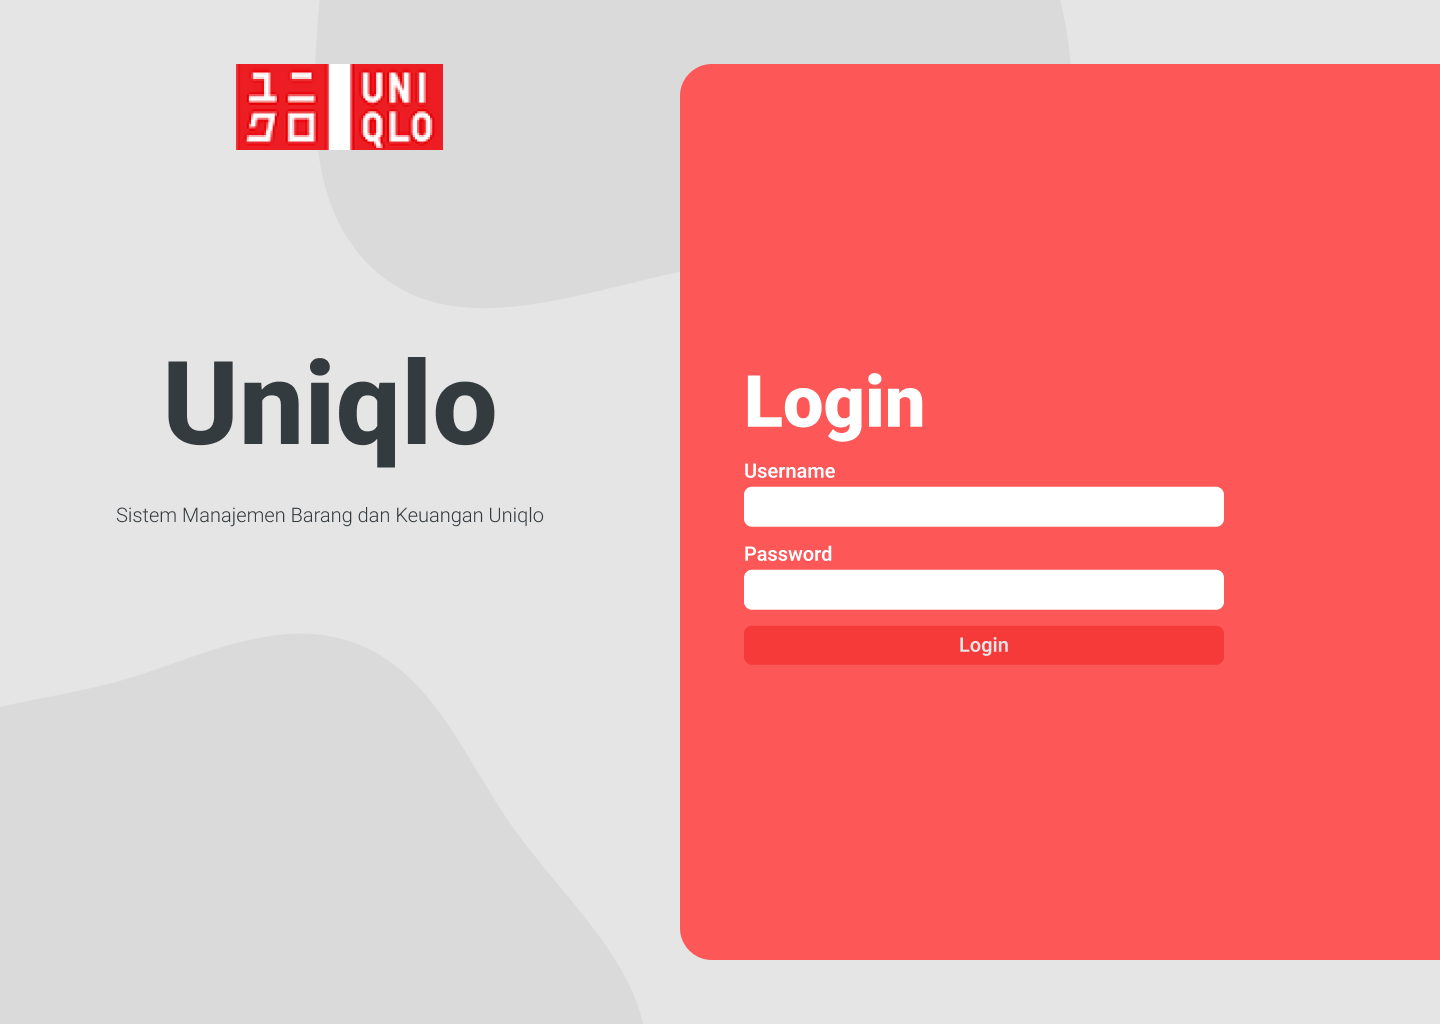 ユニ UNI
クロ QLO
Uniqlo
Sistem Manajemen Barang dan Keuangan Uniqlo
Login
Username
Password
Login